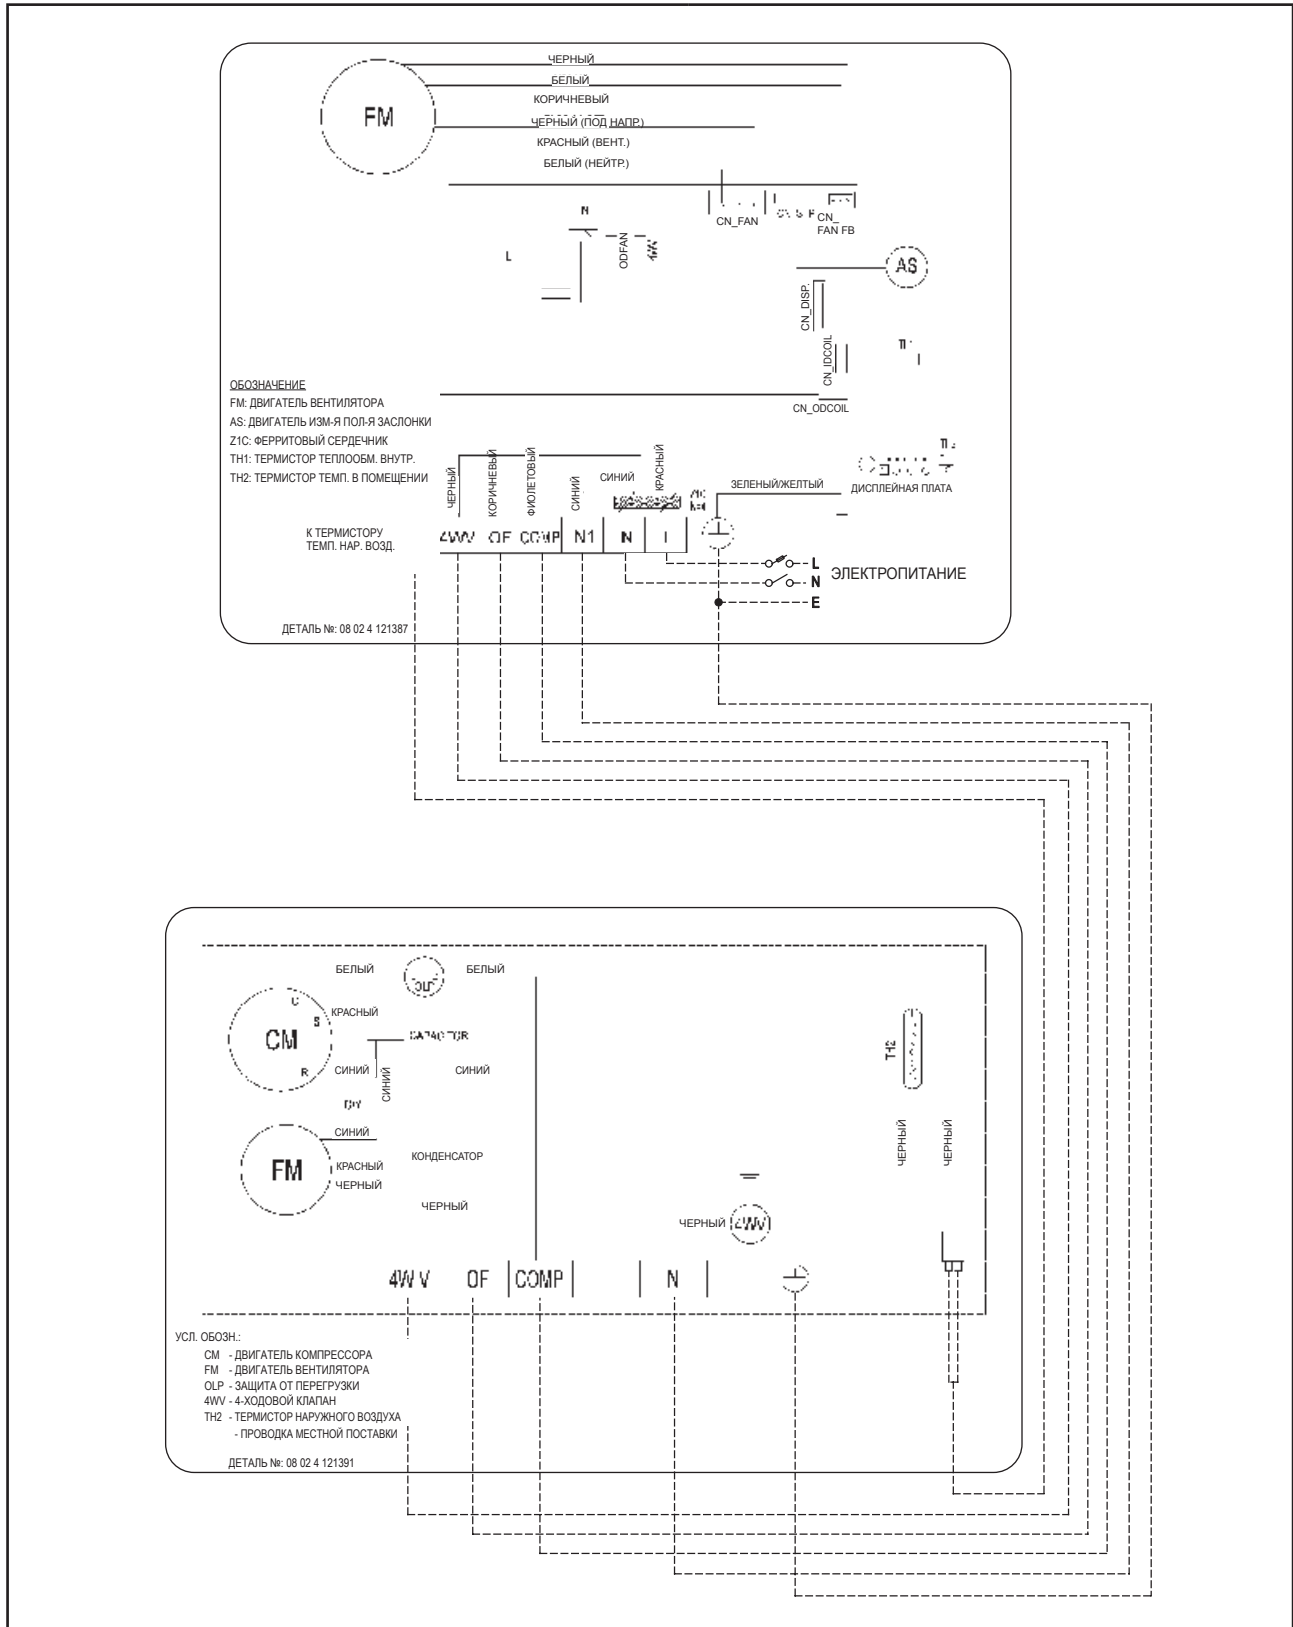 ЧЕРНЫЙ
БЕЛЫЙ
КОРИЧНЕВЫЙ
FM
ЧЕРНЫЙ (ПОД НАПР.)
КРАСНЫЙ (ВЕНТ.)
БЕЛЫЙ (НЕЙТР.)
N
CN_FAN
CN_
FAN FB
L
ODFAN
AS
CN_DISP.
CN_IDCOIL
CN_ODCOIL
ОБОЗНАЧЕНИЕ
FM: ДВИГАТЕЛЬ ВЕНТИЛЯТОРА
AS: ДВИГАТЕЛЬ ИЗМ-Я ПОЛ-Я ЗАСЛОНКИ
Z1C: ФЕРРИТОВЫЙ СЕРДЕЧНИК
TH1: ТЕРМИСТОР ТЕПЛООБМ. ВНУТР.
TH2: ТЕРМИСТОР ТЕМП. В ПОМЕЩЕНИИ
ЧЕРНЫЙ
КОРИЧНЕВЫЙ
ФИОЛЕТОВЫЙ
СИНИЙ
СИНИЙ
КРАСНЫЙ
ЗЕЛЕНЫЙ/ЖЕЛТЫЙ
ДИСПЛЕЙНАЯ ПЛАТА
К ТЕРМИСТОРУ
ТЕМП. НАР. ВОЗД.
4WV OF COMP N1 N
L
N
E
ЭЛЕКТРОПИТАНИЕ
ДЕТАЛЬ №: 08 02 4 121387
БЕЛЫЙ
OLP
БЕЛЫЙ
C
S
КРАСНЫЙ
CM
CAPACITOR
R
СИНИЙ
СИНИЙ
СИНИЙ
TH2
СИНИЙ
FM
КРАСНЫЙ
КОНДЕНСАТОР
ЧЕРНЫЙ
ЧЕРНЫЙ
ЧЕРНЫЙ
ЧЕРНЫЙ
ЧЕРНЫЙ
4WV
4WV OF COMP N
УСЛ. ОБОЗН.:
CM - ДВИГАТЕЛЬ КОМПРЕССОРА
FM - ДВИГАТЕЛЬ ВЕНТИЛЯТОРА
OLP - ЗАЩИТА ОТ ПЕРЕГРУЗКИ
4WV - 4-ХОДОВОЙ КЛАПАН
TH2 - ТЕРМИСТОР НАРУЖНОГО ВОЗДУХА
- ПРОВОДКА МЕСТНОЙ ПОСТАВКИ
ДЕТАЛЬ №: 08 02 4 121391